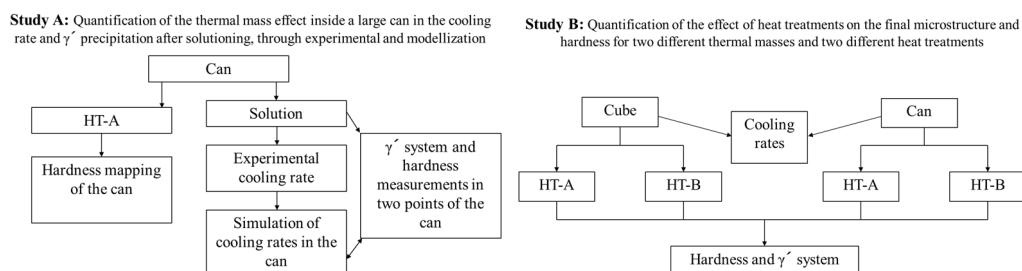 Study A: Quantification of the thermal mass effect inside a large can in the cooling
rate and γ´ precipitation after solutioning, through experimental and modellization
Can
HT-A
Solution
Hardness mapping
of the can
Experimental
cooling rate
γ´ system and
hardness
measurements in
two points of the
can
Simulation of
cooling rates in the
can
Study B: Quantification of the effect of heat treatments on the final microstructure and
hardness for two different thermal masses and two different heat treatments
Cube
Cooling
rates
Can
HT-A
HT-B
HT-A
HT-B
Hardness and γ´ system